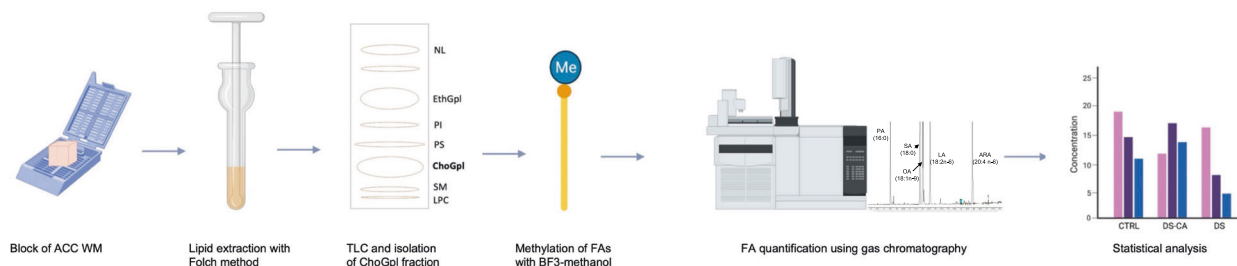 NL
EthGpl
PI
PS
ChoGpl
SM
LPC
Me
PA
(16:0)
SA
(18:0)
OA
(18:1n-9)
LA
(18:2n-6)
ARA
(20:4 n-6)
Concentration
25
20
15
10
5
0
CTRL
DS-CA
DS
Block of ACC WM
Lipid extraction with
Folch method
TLC and isolation
of ChoGpl fraction
Methylation of FAs
with BF3-methanol
FA quantification using gas chromatography
Statistical analysis